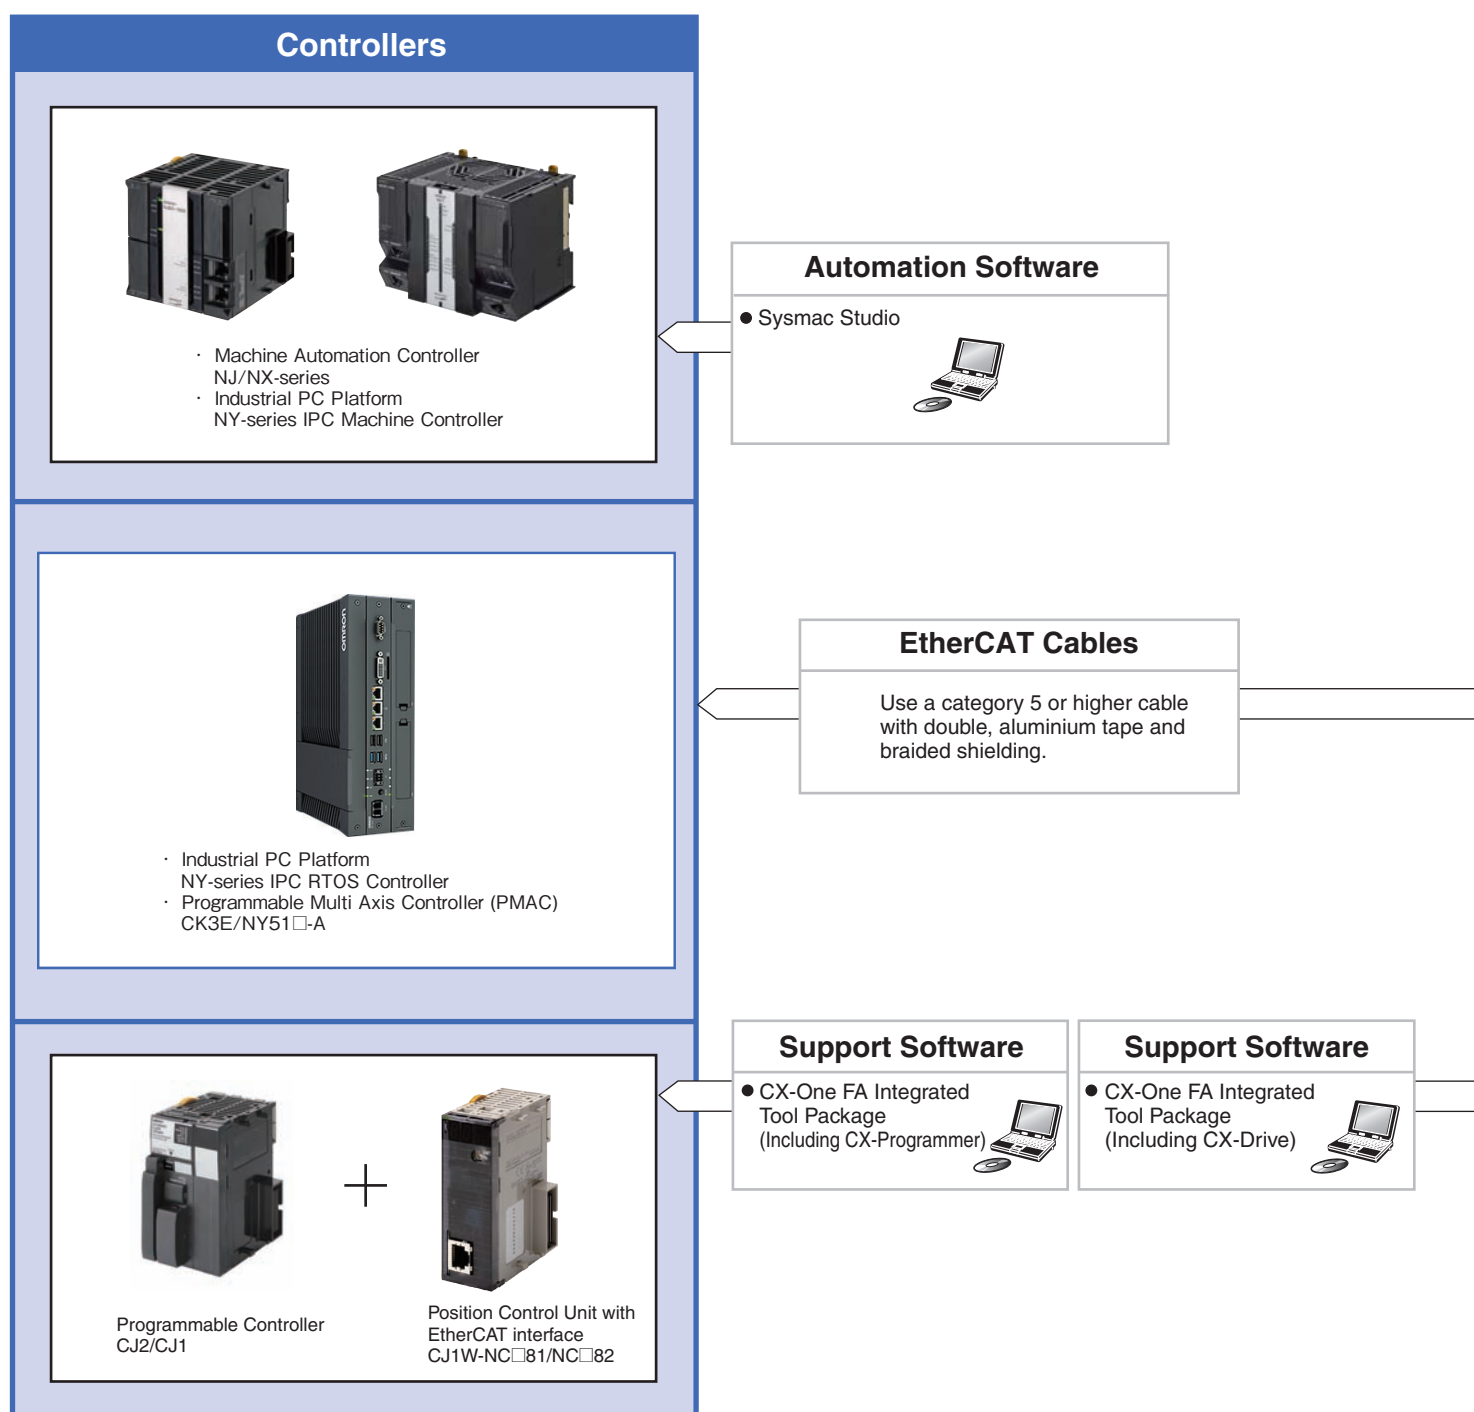 Controllers
· Machine Automation Controller
NJ/NX-series
· Industrial PC Platform
NY-series IPC Machine Controller
Automation Software
● Sysmac Studio
OMRON
· Industrial PC Platform
NY-series IPC RTOS Controller
· Programmable Multi Axis Controller (PMAC)
CK3E/NY51□-A
EtherCAT Cables
Use a category 5 or higher cable
with double, aluminium tape and
braided shielding.
Programmable Controller
CJ2/CJ1
Position Control Unit with
EtherCAT interface
CJ1W-NC□81/NC□82
Support Software
● CX-One FA Integrated
Tool Package
(Including CX-Programmer)
Support Software
● CX-One FA Integrated
Tool Package
(Including CX-Drive)